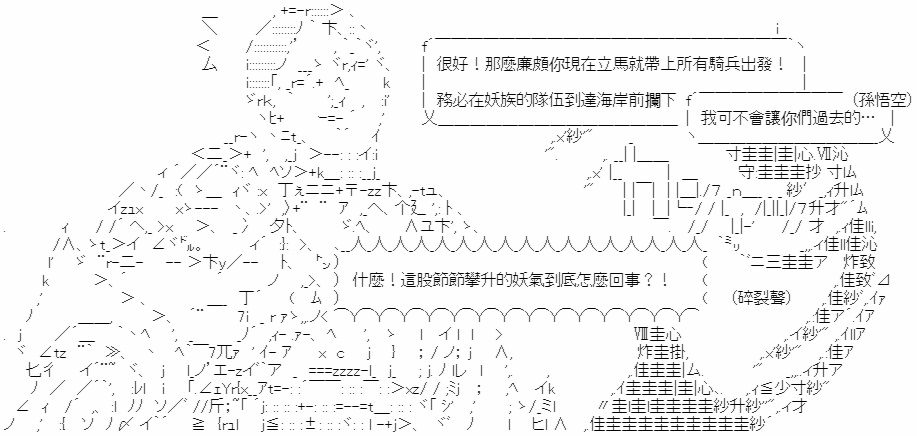 很好！那麼廉頗你現在立馬就帶上所有騎兵出發！
務必在妖族的隊伍到達海岸前攔下
(孫悟空)
我可不會讓你們過去的…
什麼！這股節節攀升的妖氣到底怎麼回事？！
(碎裂聲)